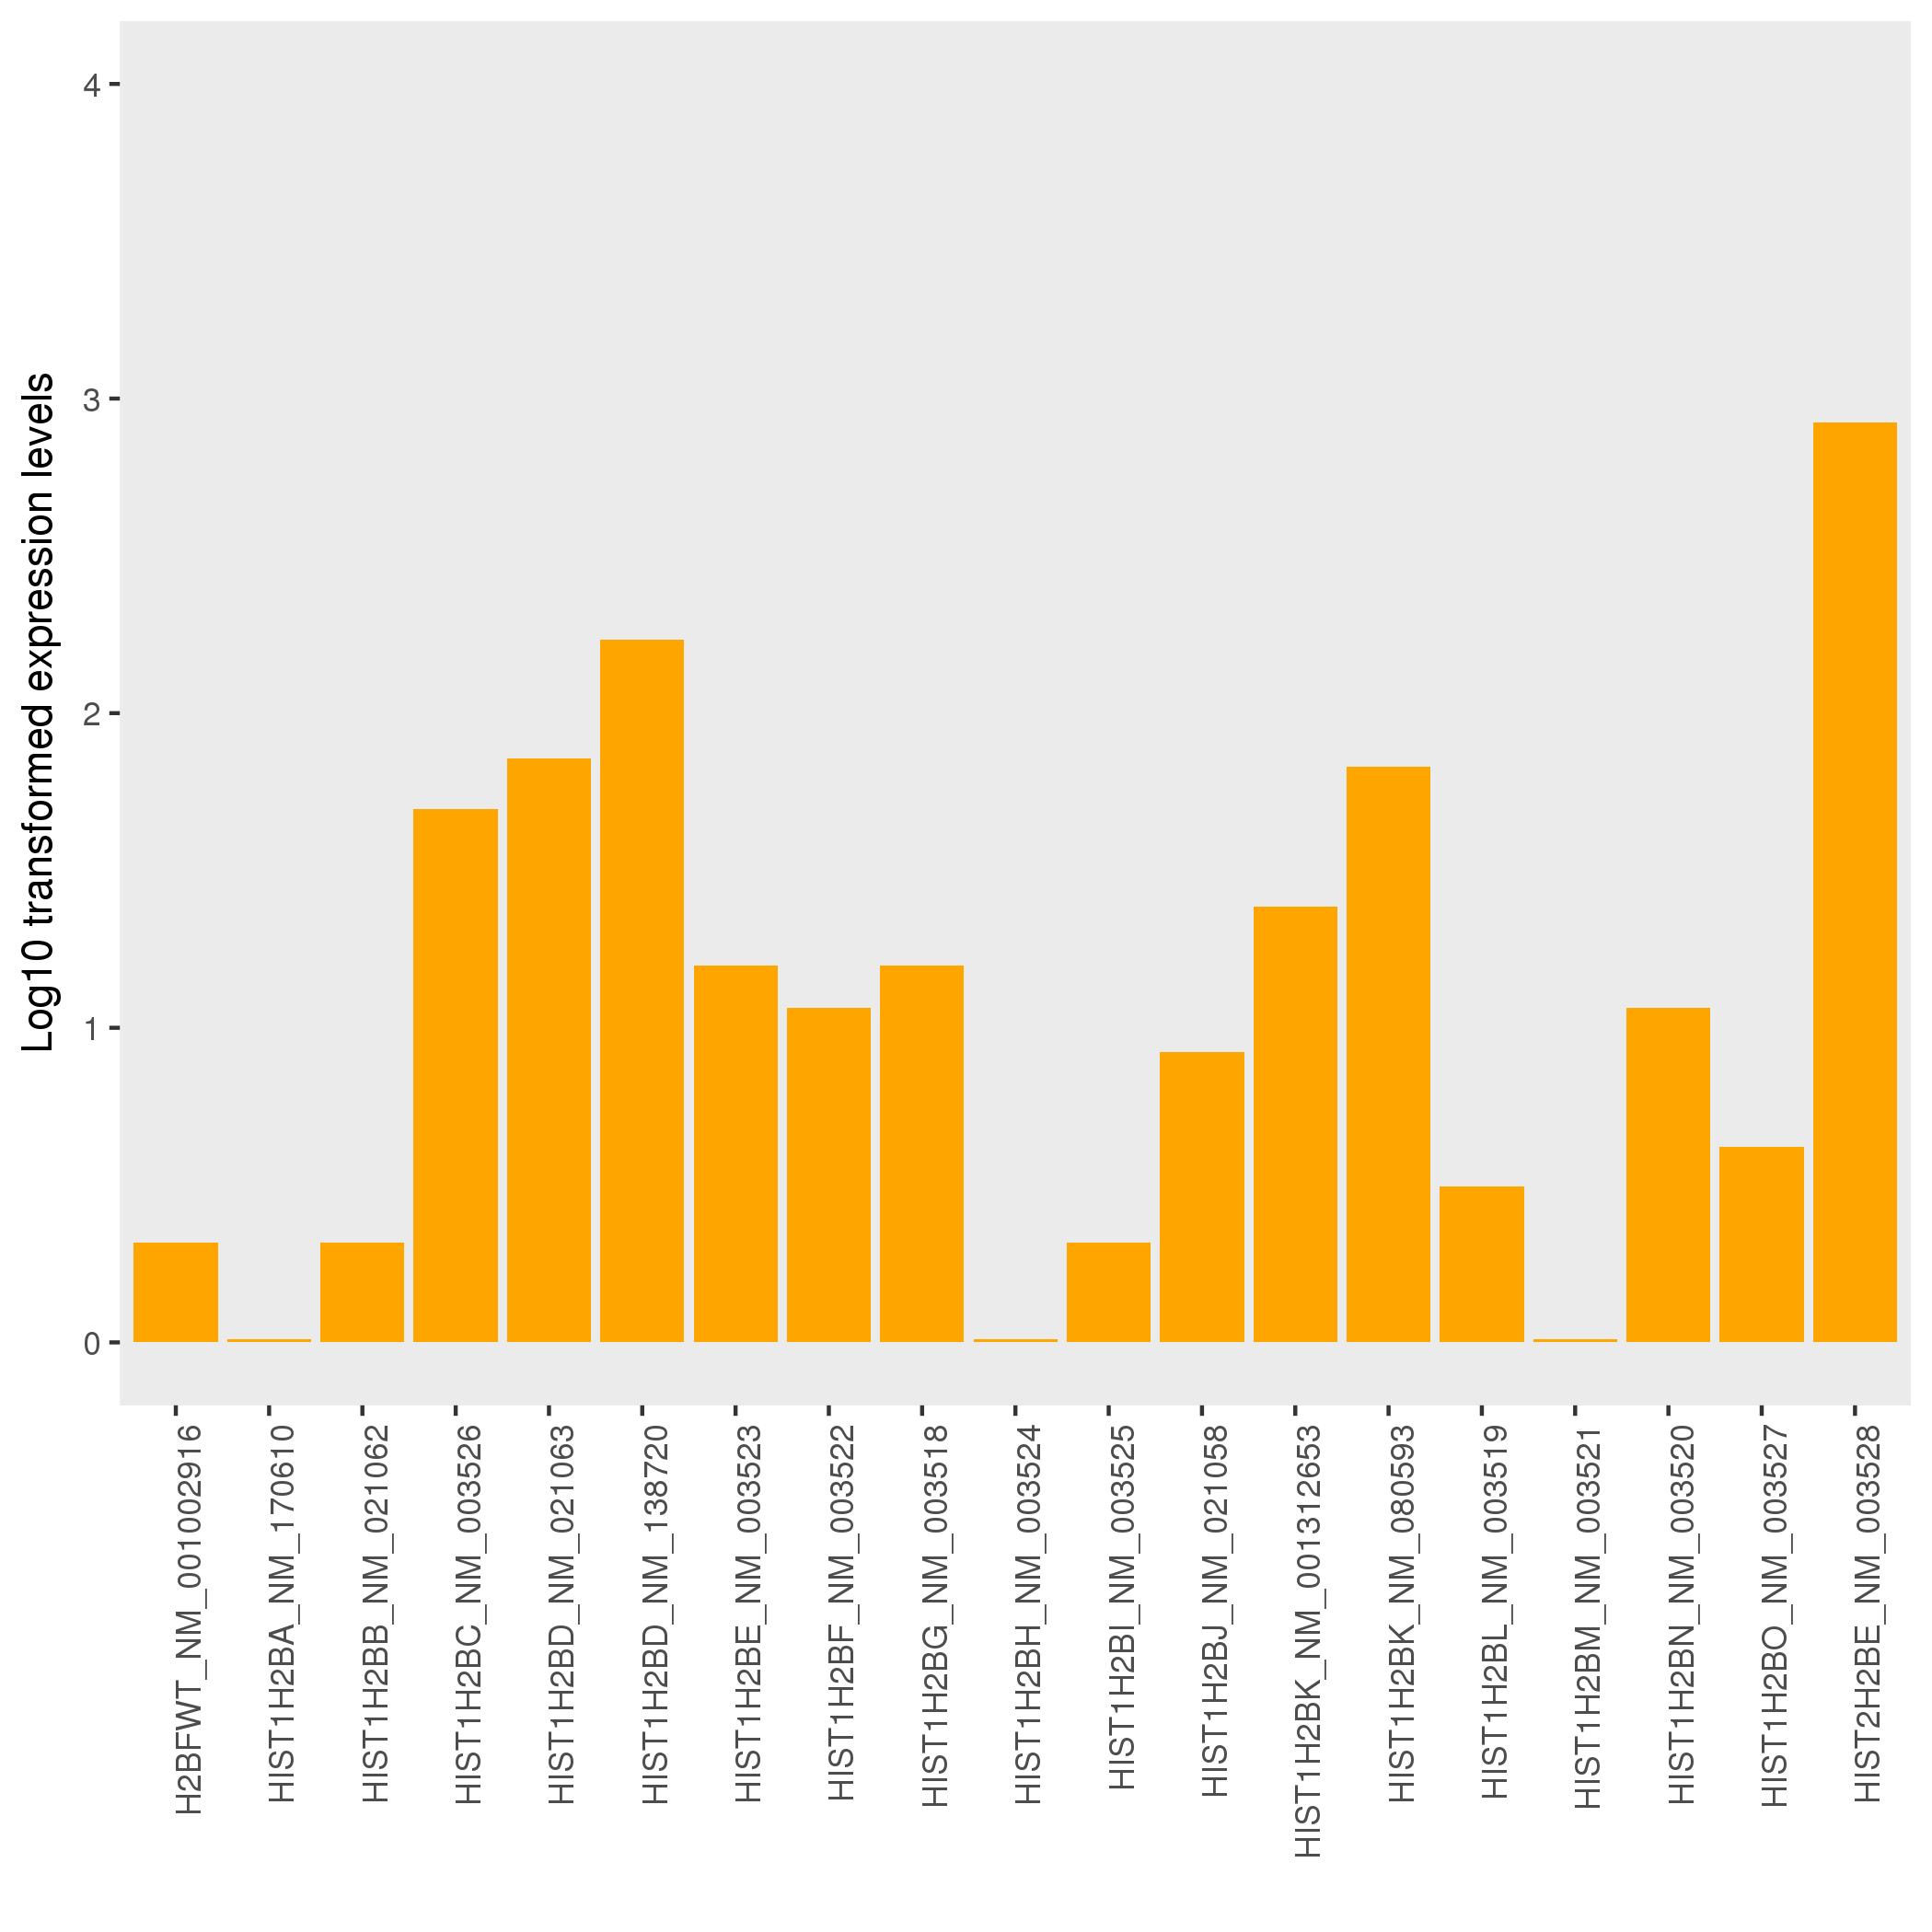 Log10 transformed expression levels
4
3
2
1
0
H2BFWT_NM_001002916
HIST1H2BA_NM_170610
HIST1H2BB_NM_021062
HIST1H2BC_NM_003526
HIST1H2BD_NM_021063
HIST1H2BD_NM_138720
HIST1H2BE_NM_003523
HIST1H2BF_NM_003522
HIST1H2BG_NM_003518
HIST1H2BH_NM_003524
HIST1H2BI_NM_003525
HIST1H2BJ_NM_021058
HIST1H2BK_NM_001312653
HIST1H2BK_NM_080593
HIST1H2BL_NM_003519
HIST1H2BM_NM_003521
HIST1H2BN_NM_003520
HIST1H2BO_NM_003527
HIST2H2BE_NM_003528